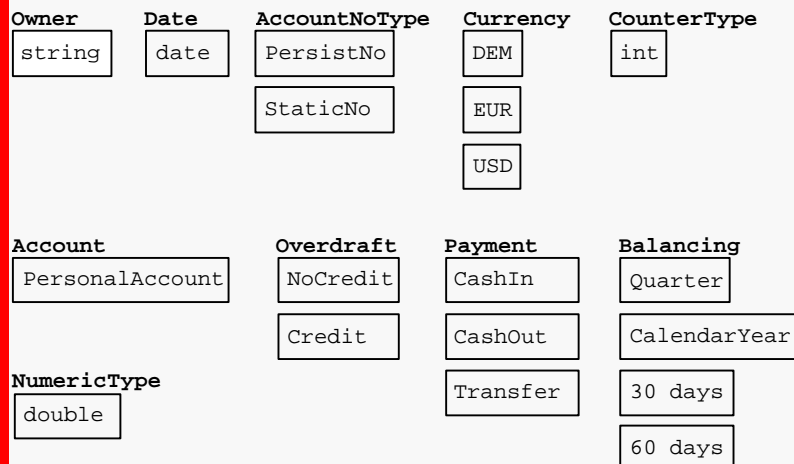 Owner Date AccountNoType Currency CounterType
string date PersistNo DEM int
StaticNo EUR
USD
Account Overdraft Payment Balancing
PersonalAccount NoCredit CashIn Quarter
Credit CashOut CalendarYear
NumericType
Transfer 30 days
double
60 days